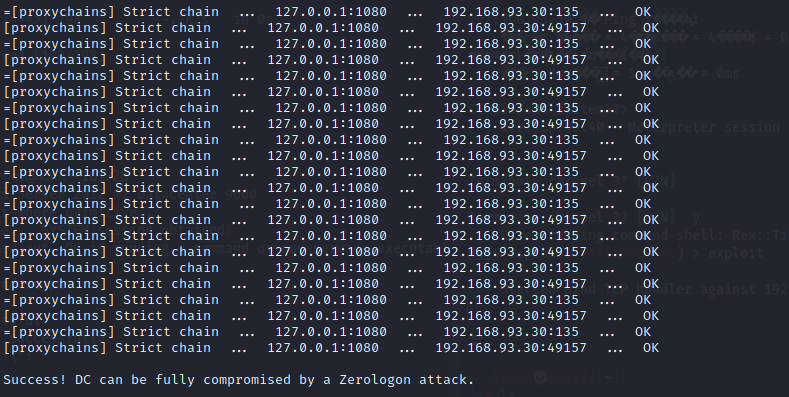 =[proxychains] Strict chain ... 127.0.0.1:1080 ... 192.168.93.30:135 ... OK
[proxychains] Strict chain ... 127.0.0.1:1080 ... 192.168.93.30:49157 ... OK
=[proxychains] Strict chain ... 127.0.0.1:1080 ... 192.168.93.30:135 ... OK
[proxychains] Strict chain ... 127.0.0.1:1080 ... 192.168.93.30:49157 ... OK
=[proxychains] Strict chain ... 127.0.0.1:1080 ... 192.168.93.30:135 ... OK
[proxychains] Strict chain ... 127.0.0.1:1080 ... 192.168.93.30:49157 ... OK
=[proxychains] Strict chain ... 127.0.0.1:1080 ... 192.168.93.30:135 ... OK
[proxychains] Strict chain ... 127.0.0.1:1080 ... 192.168.93.30:49157 ... OK
=[proxychains] Strict chain ... 127.0.0.1:1080 ... 192.168.93.30:135 ... OK
[proxychains] Strict chain ... 127.0.0.1:1080 ... 192.168.93.30:49157 ... OK
=[proxychains] Strict chain ... 127.0.0.1:1080 ... 192.168.93.30:135 ... OK
[proxychains] Strict chain ... 127.0.0.1:1080 ... 192.168.93.30:49157 ... OK
=[proxychains] Strict chain ... 127.0.0.1:1080 ... 192.168.93.30:135 ... OK
[proxychains] Strict chain ... 127.0.0.1:1080 ... 192.168.93.30:49157 ... OK
=[proxychains] Strict chain ... 127.0.0.1:1080 ... 192.168.93.30:135 ... OK
[proxychains] Strict chain ... 127.0.0.1:1080 ... 192.168.93.30:49157 ... OK
=[proxychains] Strict chain ... 127.0.0.1:1080 ... 192.168.93.30:135 ... OK
[proxychains] Strict chain ... 127.0.0.1:1080 ... 192.168.93.30:49157 ... OK
=[proxychains] Strict chain ... 127.0.0.1:1080 ... 192.168.93.30:135 ... OK
[proxychains] Strict chain ... 127.0.0.1:1080 ... 192.168.93.30:49157 ... OK
=[proxychains] Strict chain ... 127.0.0.1:1080 ... 192.168.93.30:135 ... OK
[proxychains] Strict chain ... 127.0.0.1:1080 ... 192.168.93.30:49157 ... OK
Success! DC can be fully compromised by a Zerologon attack.